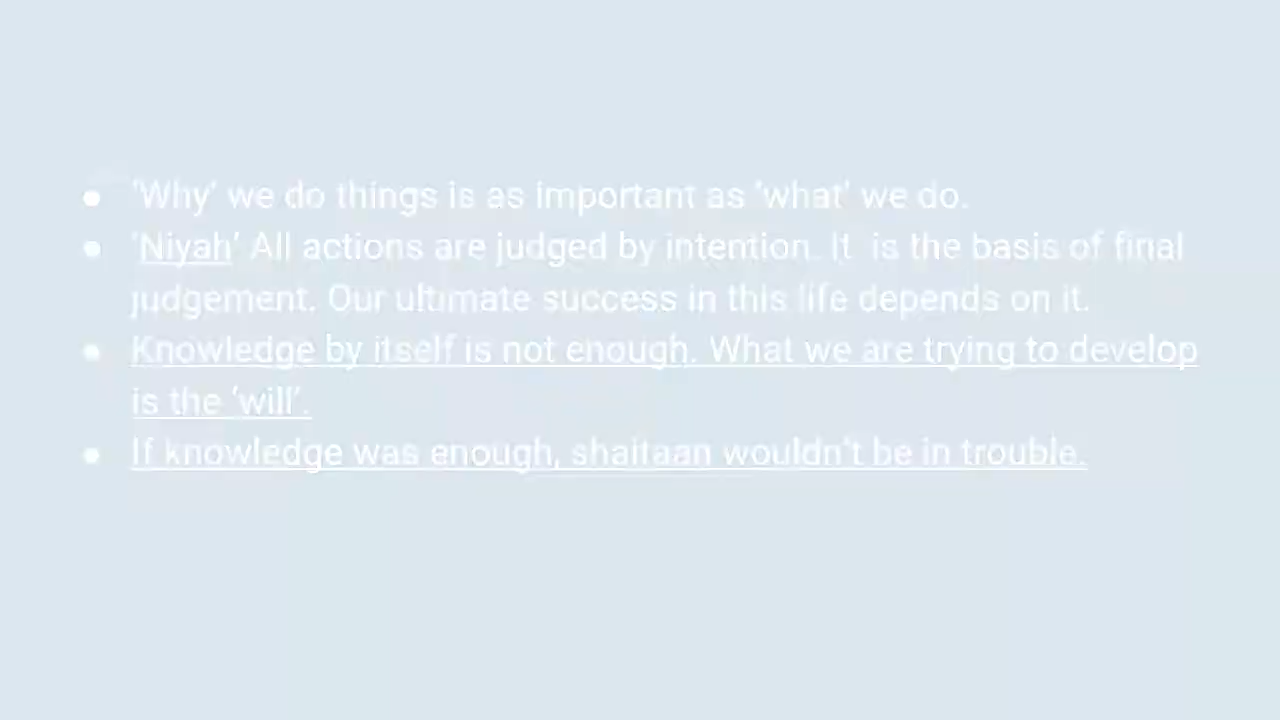 • 'Why' we do things is as important as 'what' we do.
• 'Niyah' All actions are judged by intention. It  is the basis of final
judgement. Our ultimate success in this life depends on it.
• Knowledge by itself is not enough. What we are trying to develop
is the 'will'.
• If knowledge was enough, shaitaan wouldn't be in trouble.